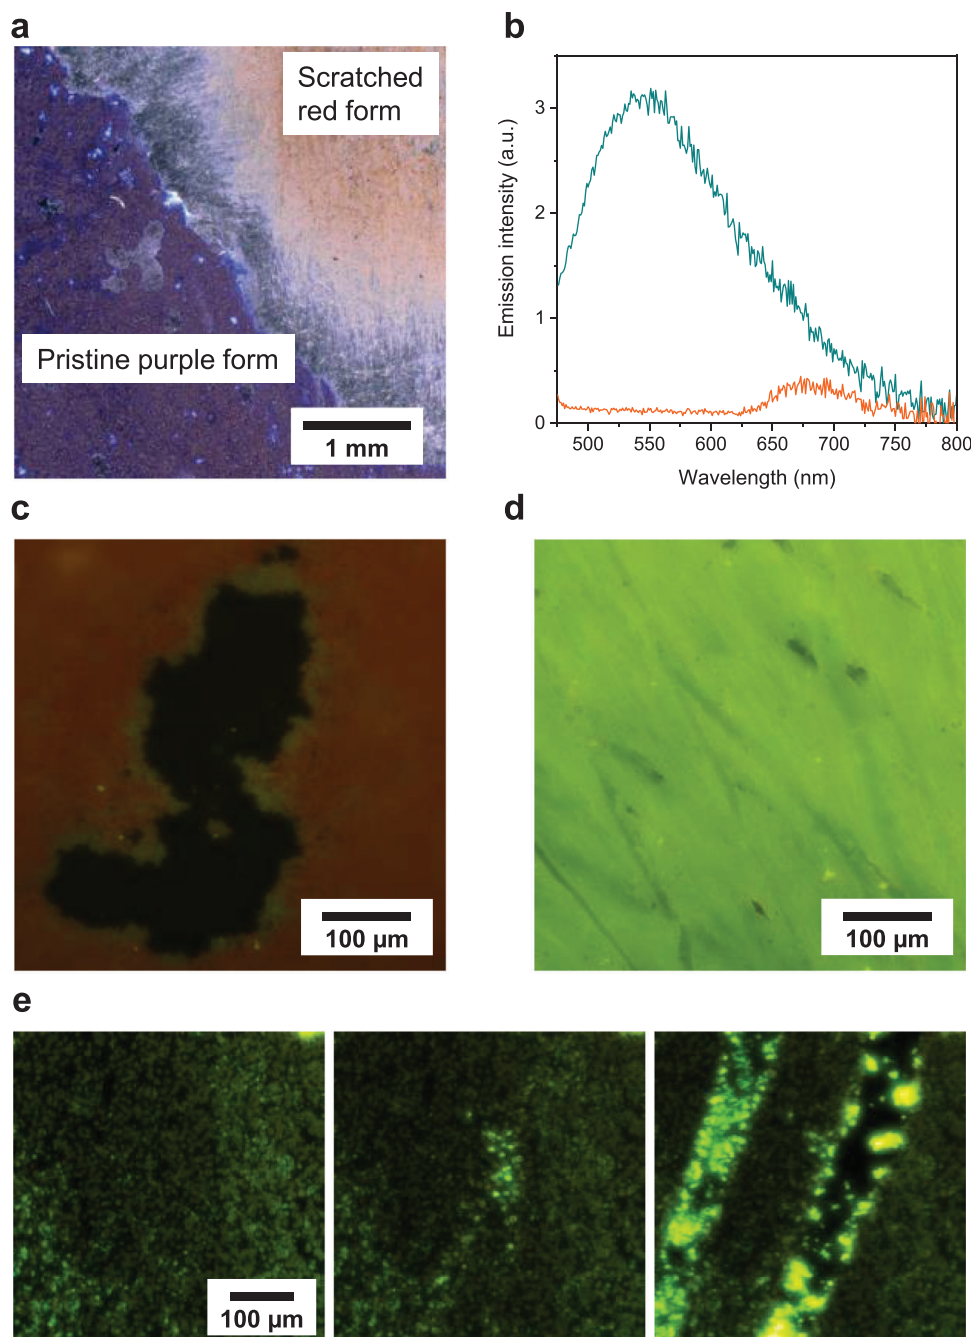 a
Scratched
red form
Pristine purple form
1 mm
b
Emission intensity (a.u.)
3
2
1
0
500 550 600 650 700 750 800
Wavelength (nm)
c
100 µm
d
100 µm
e
100 µm